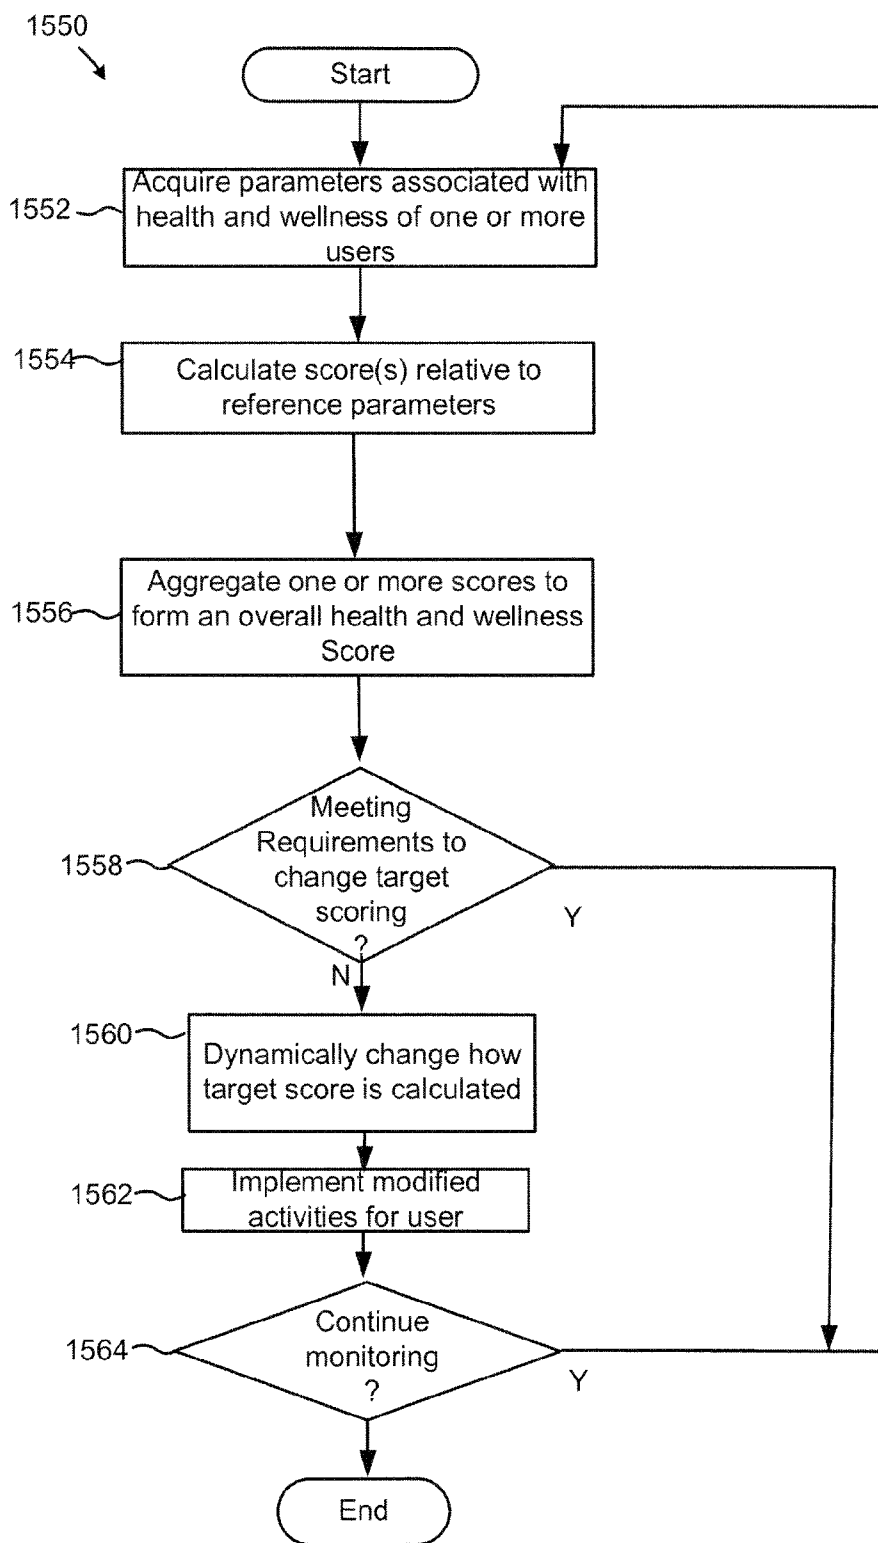 1550
Start
Acquire parameters associated with
1552
health and wellness of one or more
users
1554
Calculate score(s) relative to
reference parameters
Aggregate one or more scores to
1556
form an overall health and wellness
Score
Meeting
Requirements to
1558
change target
scoring
Y
?
N
1560
Dynamically change how
target score is calculated
1562
Implement modified
activities for user
Continue
1564
monitoring
Y
?
End